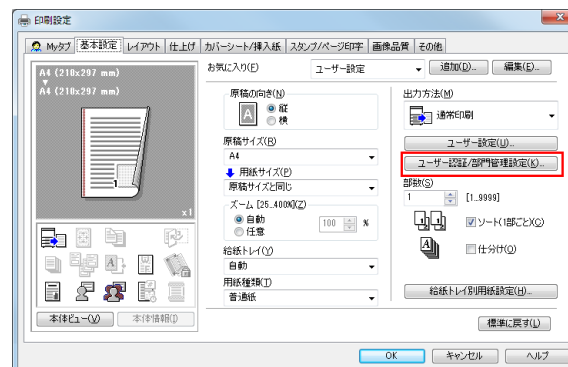 印刷設定
Myタブ 基本設定 レイアウト 仕上げ カバーシート/挿入紙 スタンプ/ページ印字 画像品質 その他
A4 (210x297 mm)
A4 (210x297 mm)
1
x1
本体ビュー(V) 本体情報(I)
お気に入り(F) ユーザー設定 追加(D)... 編集(E)...
原稿の向き(N)
A
縦
横
原稿サイズ(R)
A4
用紙サイズ(P)
原稿サイズと同じ
ズーム [25..400%](Z)
自動
任意
100 %
給紙トレイ(Y)
自動
用紙種類(T)
普通紙
出力方法(M)
通常印刷
ユーザー設定(U)...
ユーザー認証/部門管理設定(K)...
部数(S)
1 [1..9999]
ソート(1部ごと)(C)
仕分け(O)
給紙トレイ別用紙設定(H)...
標準に戻す(L)
OK キャンセル ヘルプ